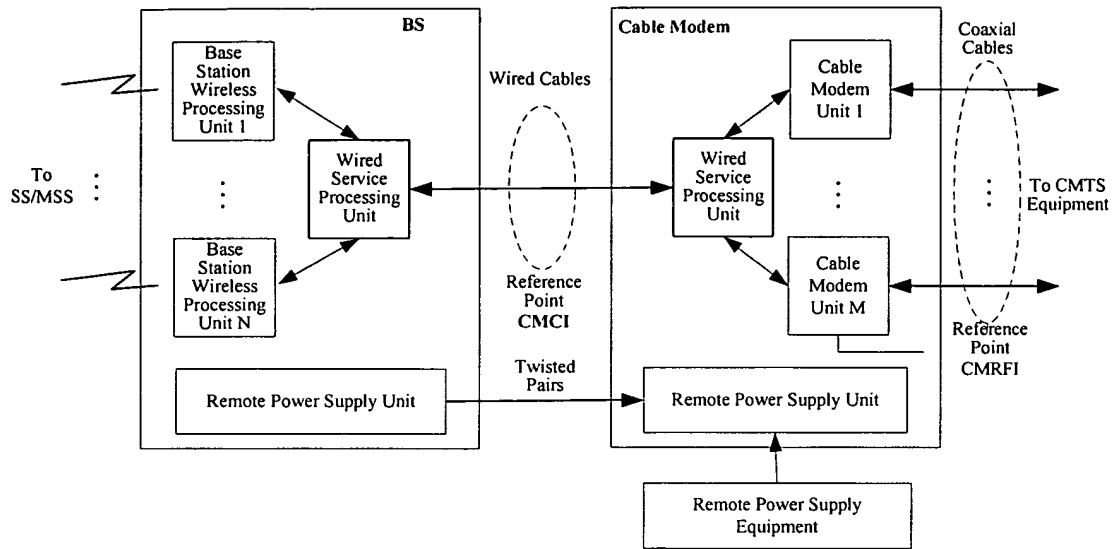 BS
Base
Station
Wireless
Processing
Unit 1
To
SS/MSS
Wired
Service
Processing
Unit
Base
Station
Wireless
Processing
Unit N
Remote Power Supply Unit
Wired Cables
Reference
Point
CMCI
Twisted
Pairs
Cable Modem
Cable
Modem
Unit 1
Wired
Service
Processing
Unit
Cable
Modem
Unit M
Remote Power Supply Unit
Remote Power Supply
Equipment
Coaxial
Cables
To CMTS
Equipment
Reference
Point
CMRFI